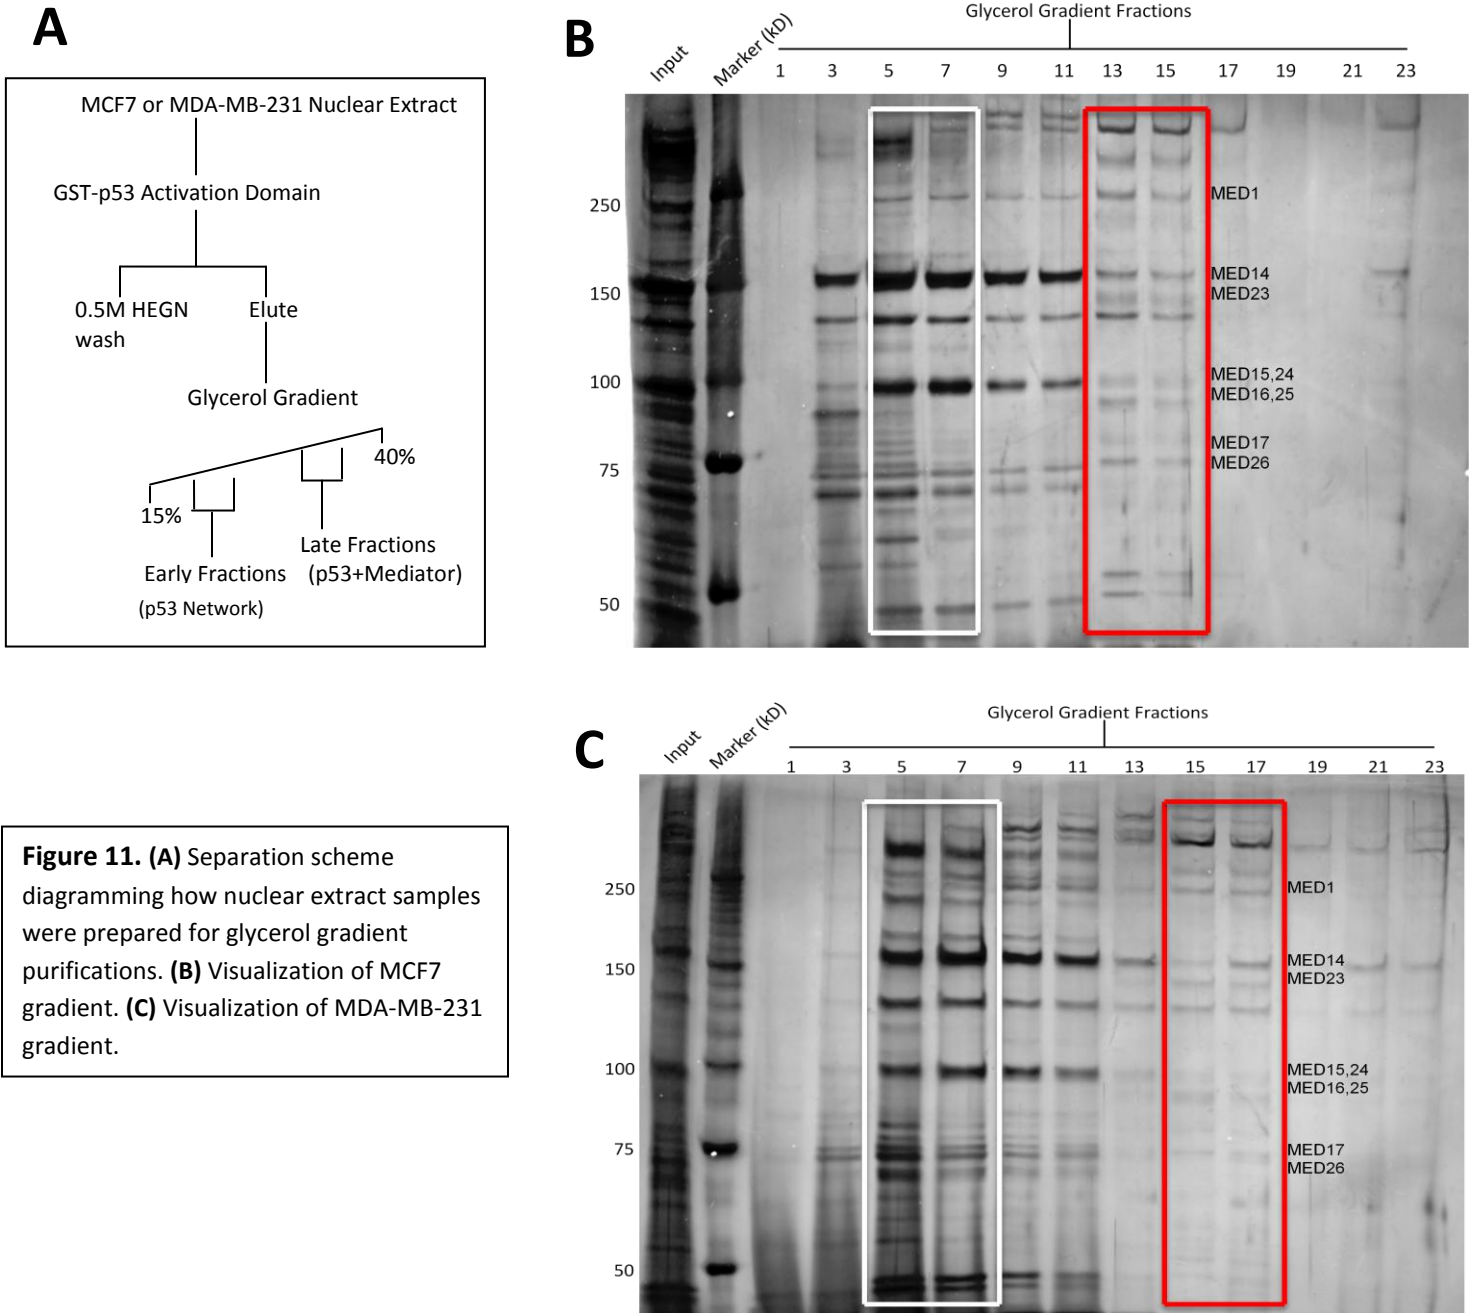 A
MCF7 or MDA-MB-231 Nuclear Extract
GST-p53 Activation Domain
0.5M HEGN
wash
Elute
Glycerol Gradient
40%
15%
Early Fractions
(p53 Network)
Late Fractions
(p53+Mediator)
B
Glycerol Gradient Fractions
Input Marker (kD) 1 3 5 7 9 11 13 15 17 19 21 23
250
150
100
75
50
MED1
MED14
MED23
MED15,24
MED16,25
MED17
MED26
C
Glycerol Gradient Fractions
Input Marker (kD) 1 3 5 7 9 11 13 15 17 19 21 23
250
150
100
75
50
MED1
MED14
MED23
MED15,24
MED16,25
MED17
MED26
Figure 11. (A) Separation scheme
diagramming how nuclear extract samples
were prepared for glycerol gradient
purifications. (B) Visualization of MCF7
gradient. (C) Visualization of MDA-MB-231
gradient.